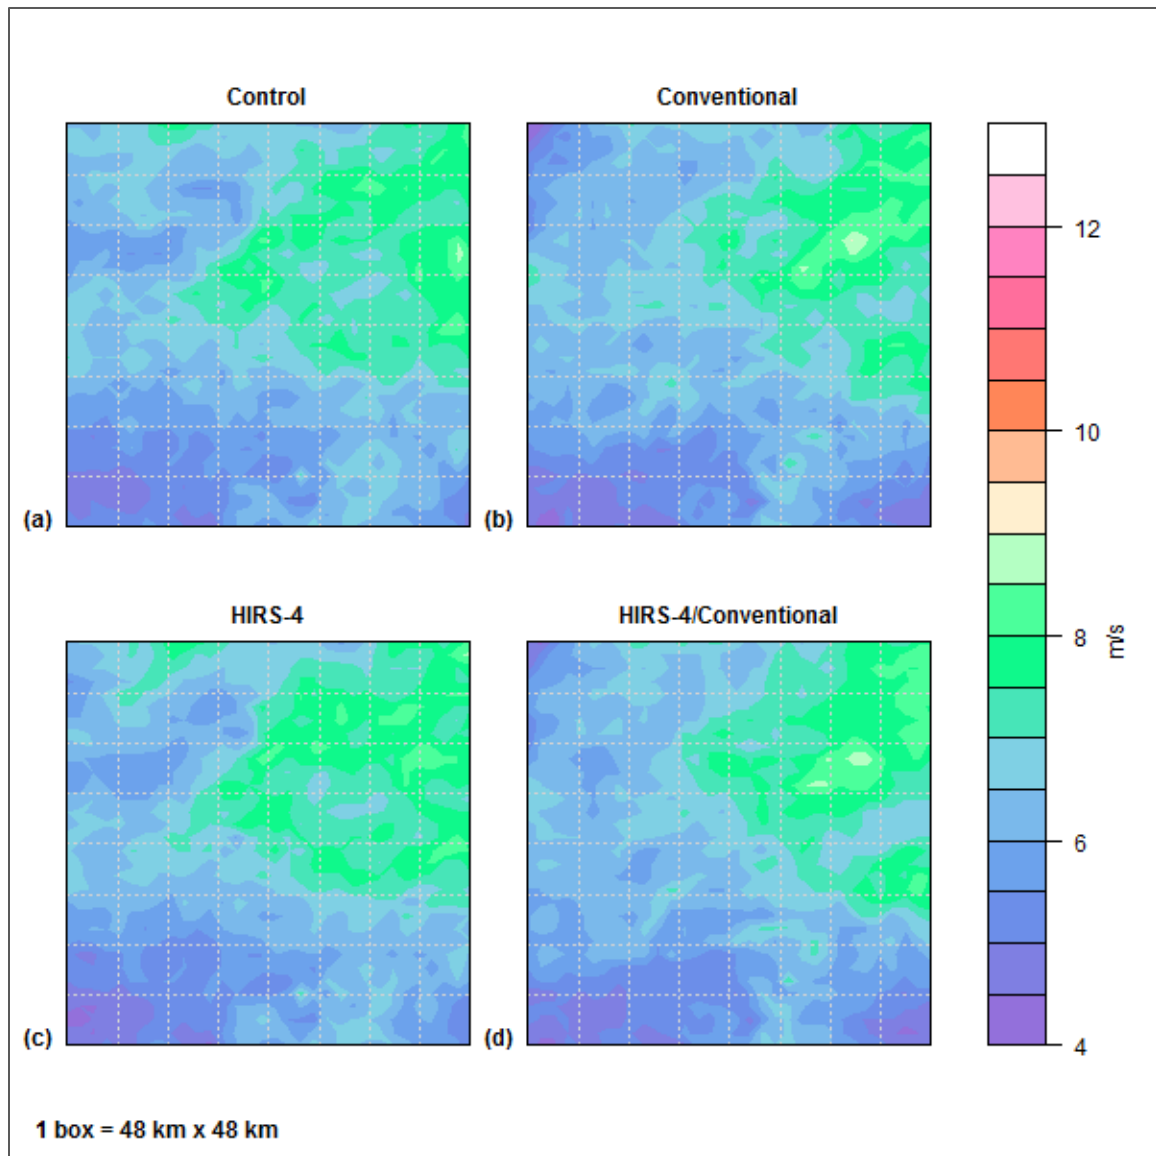 Control
Conventional
(a)
(b)
HIRS-4
HIRS-4/Conventional
(c)
(d)
12
10
8
6
4
m/s
1 box = 48 km x 48 km